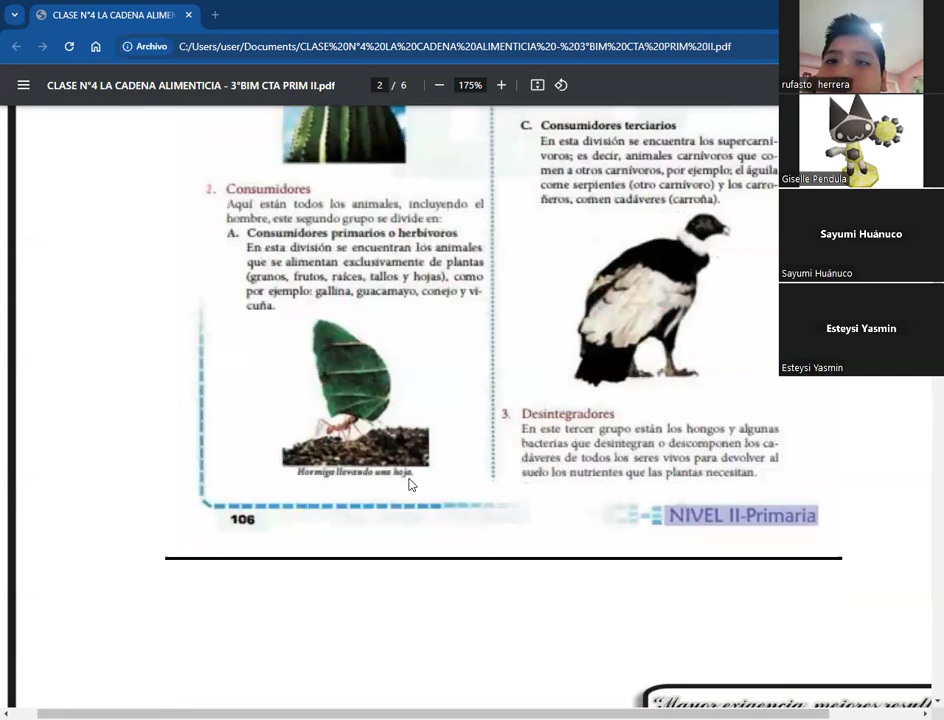 CLASE N°4 LA CADENA ALIMEN
Archivo
C:/Users/user/Documents/CLASE%20N°4%20LA%20CADENA%20ALIMENTICIA%20-%203°BIM%20CTA%20PRIM%20II.pdf
CLASE N°4 LA CADENA ALIMENTICIA - 3°BIM CTA PRIM II.pdf
2 / 6
175%
2. Consumidores
Aquí están todos los animales, incluyendo el
hombre, este segundo grupo se divide en:
A. Consumidores primarios o herbívoros
En esta división se encuentran los animales
que se alimentan exclusivamente de plantas
(granos, frutos, raíces, tallos y hojas), como
por ejemplo: gallina, guacamayo, conejo y vi-
cuña.
Hormiga llevando una hoja.
106
C. Consumidores terciarios
En esta división se encuentra los supercarní-
voros; es decir, animales carnívoros que co-
men a otros carnívoros, por ejemplo; el águila
come serpientes (otro carnívoro) y los carro-
ñeros, comen cadáveres (carroña).
3. Desintegradores
En este tercer grupo están los hongos y algunas
bacterias que desintegran o descomponen los ca-
dáveres de todos los seres vivos para devolver al
suelo los nutrientes que las plantas necesitan.
NIVEL II-Primaria
"Mayor exigencia, mejores result
rufasto herrera
Giselle Pendula
Sayumi Huánuco
Sayumi Huánuco
Esteysi Yasmin
Esteysi Yasmin